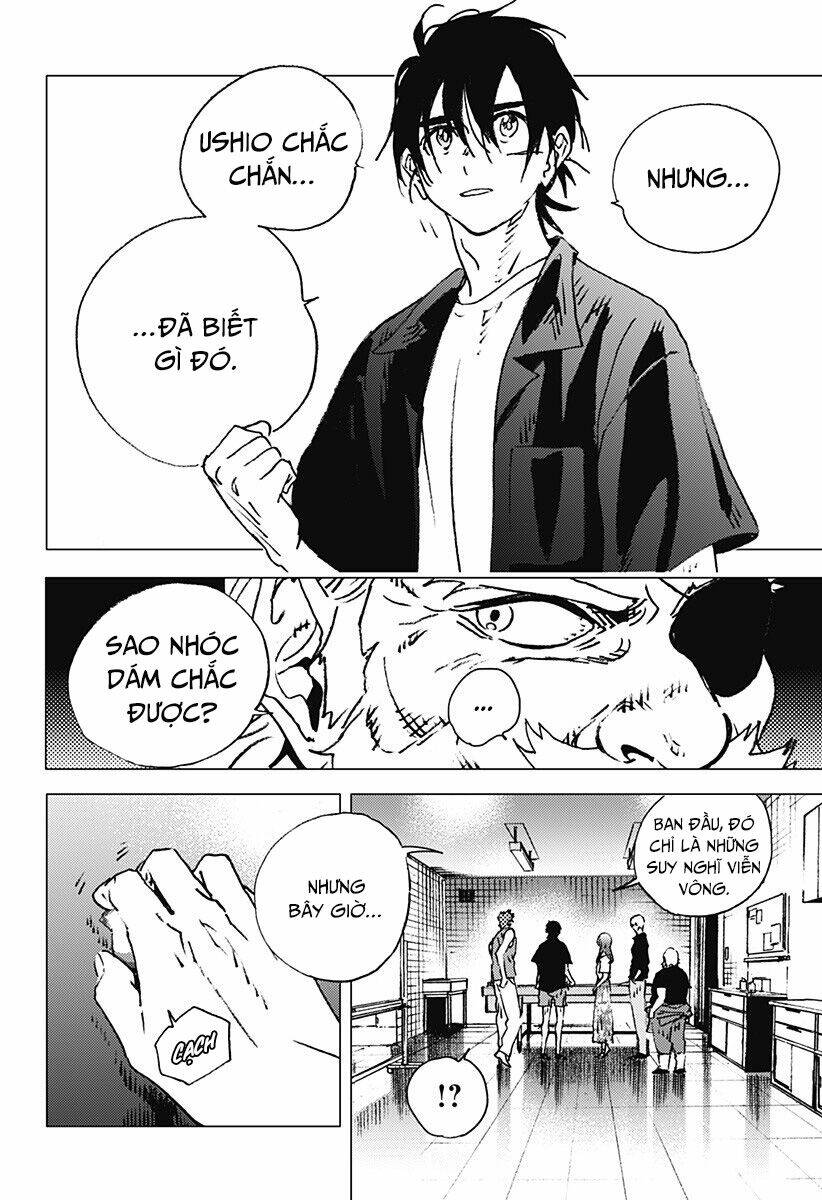 NHƯNG...
USHIO CHẮC
CHẮN...
...ĐÃ BIẾT
GÌ ĐÓ.
...
SAO NHÓC
DÁM CHẮC
ĐƯỢC?
BAN ĐẦU, ĐÓ
CHỈ LÀ NHỮNG
SUY NGHĨ VIỄN
VÔNG.
NHƯNG
BÂY GIỜ...
!?
CẠCH